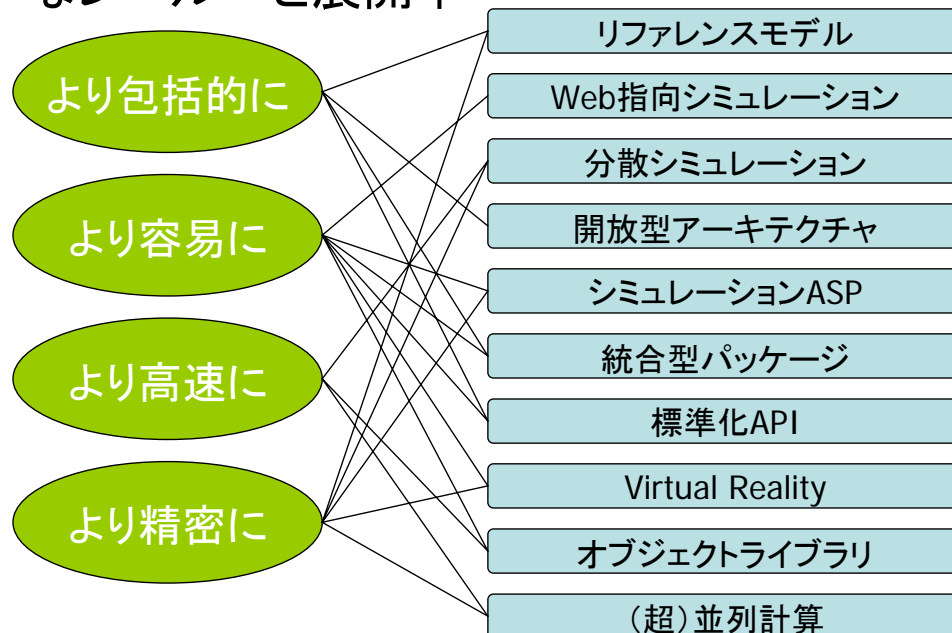 より包括的に
より容易に
より高速に
より精密に
リファレンスモデル
Web指向シミュレーション
分散シミュレーション
開放型アーキテクチャ
シミュレーションASP
統合型パッケージ
標準化API
Virtual Reality
オブジェクトライブラリ
（超）並列計算